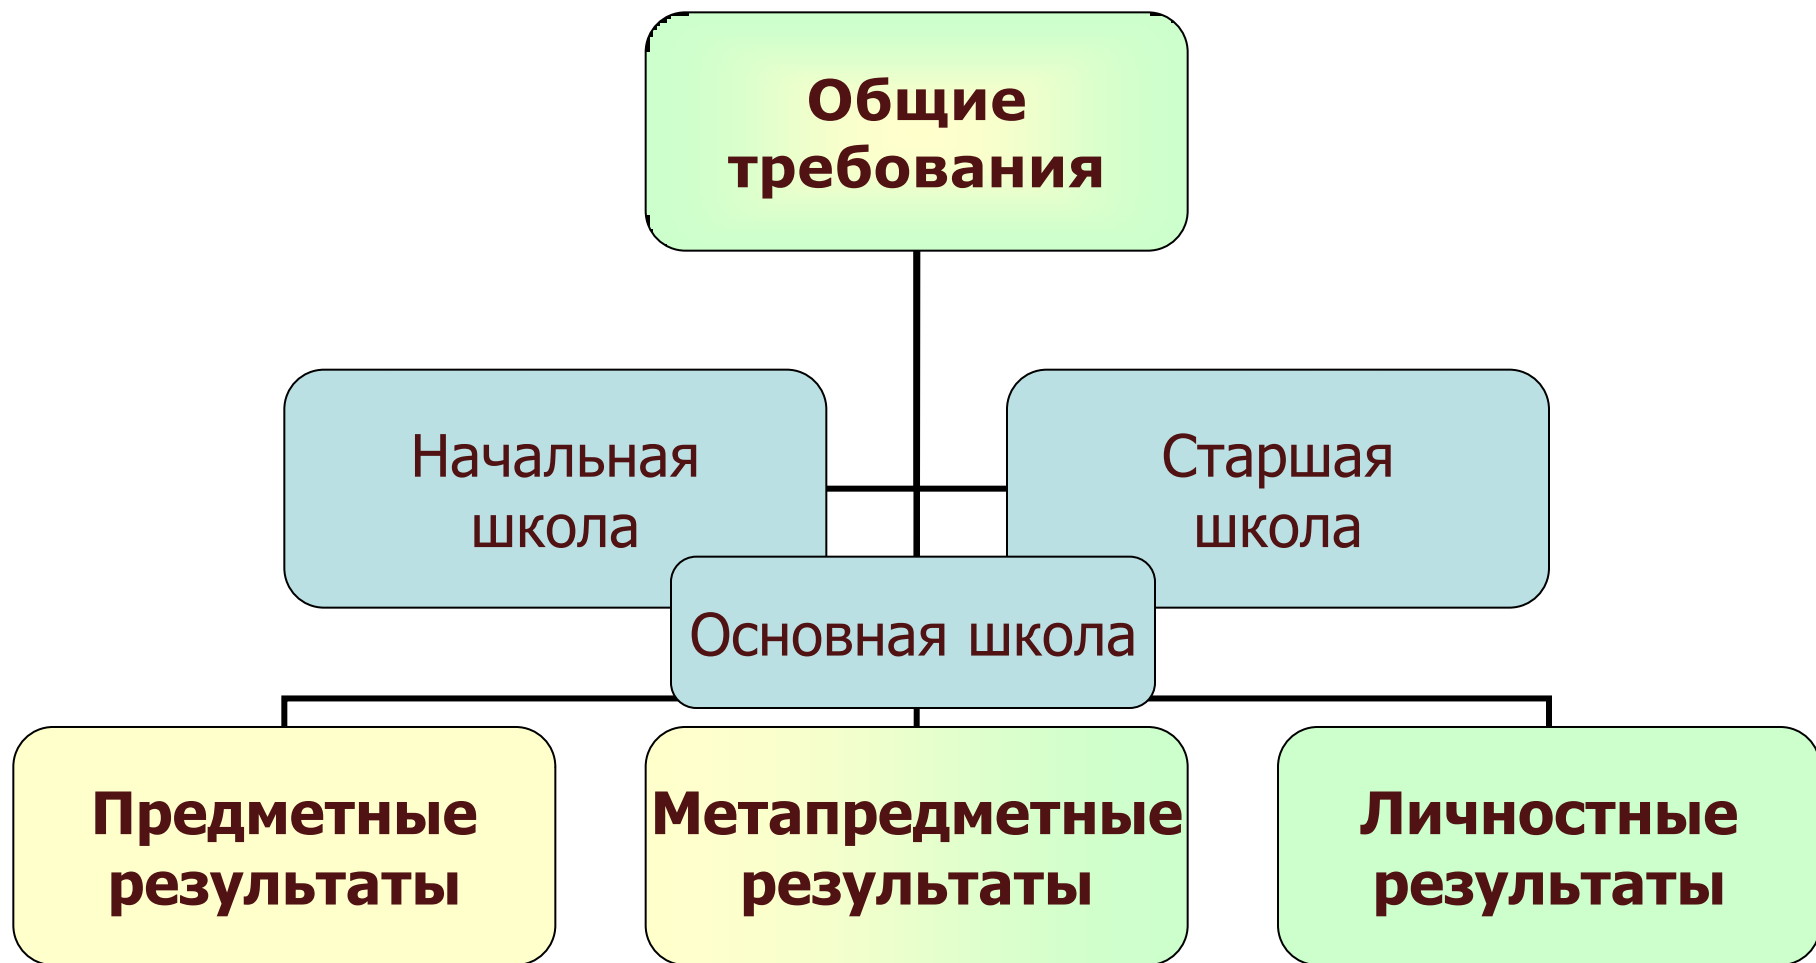 Общие
требования
Начальная
школа
Старшая
школа
Основная школа
Предметные
результаты
Метапредметные
результаты
Личностные
результаты